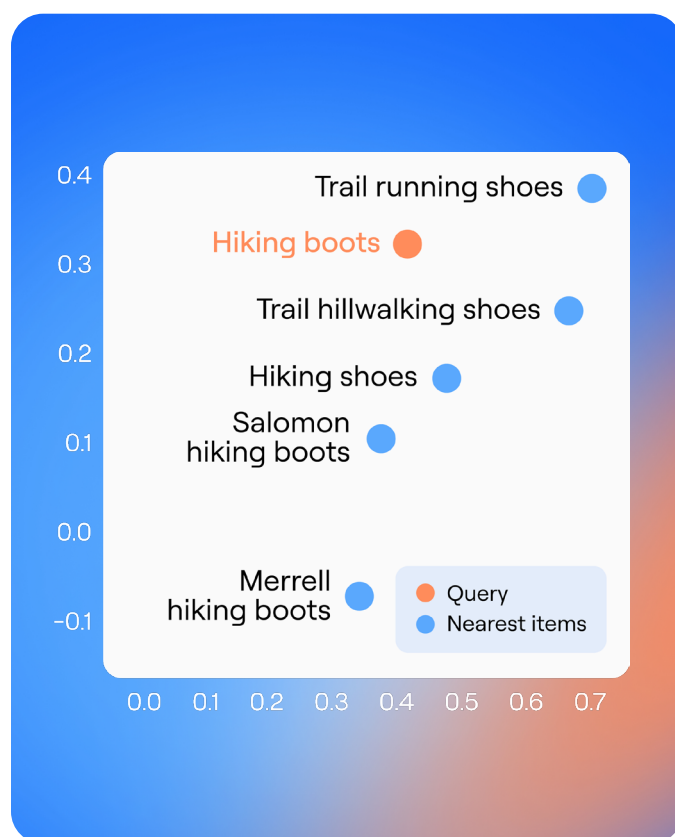 0.4
Trail running shoes
Hiking boots
0.3
Trail hillwalking shoes
0.2
Hiking shoes
Salomon
hiking boots
0.1
0.0
Merrell
hiking boots
-0.1
Query
Nearest items
0.0 0.1 0.2 0.3 0.4 0.5 0.6 0.7